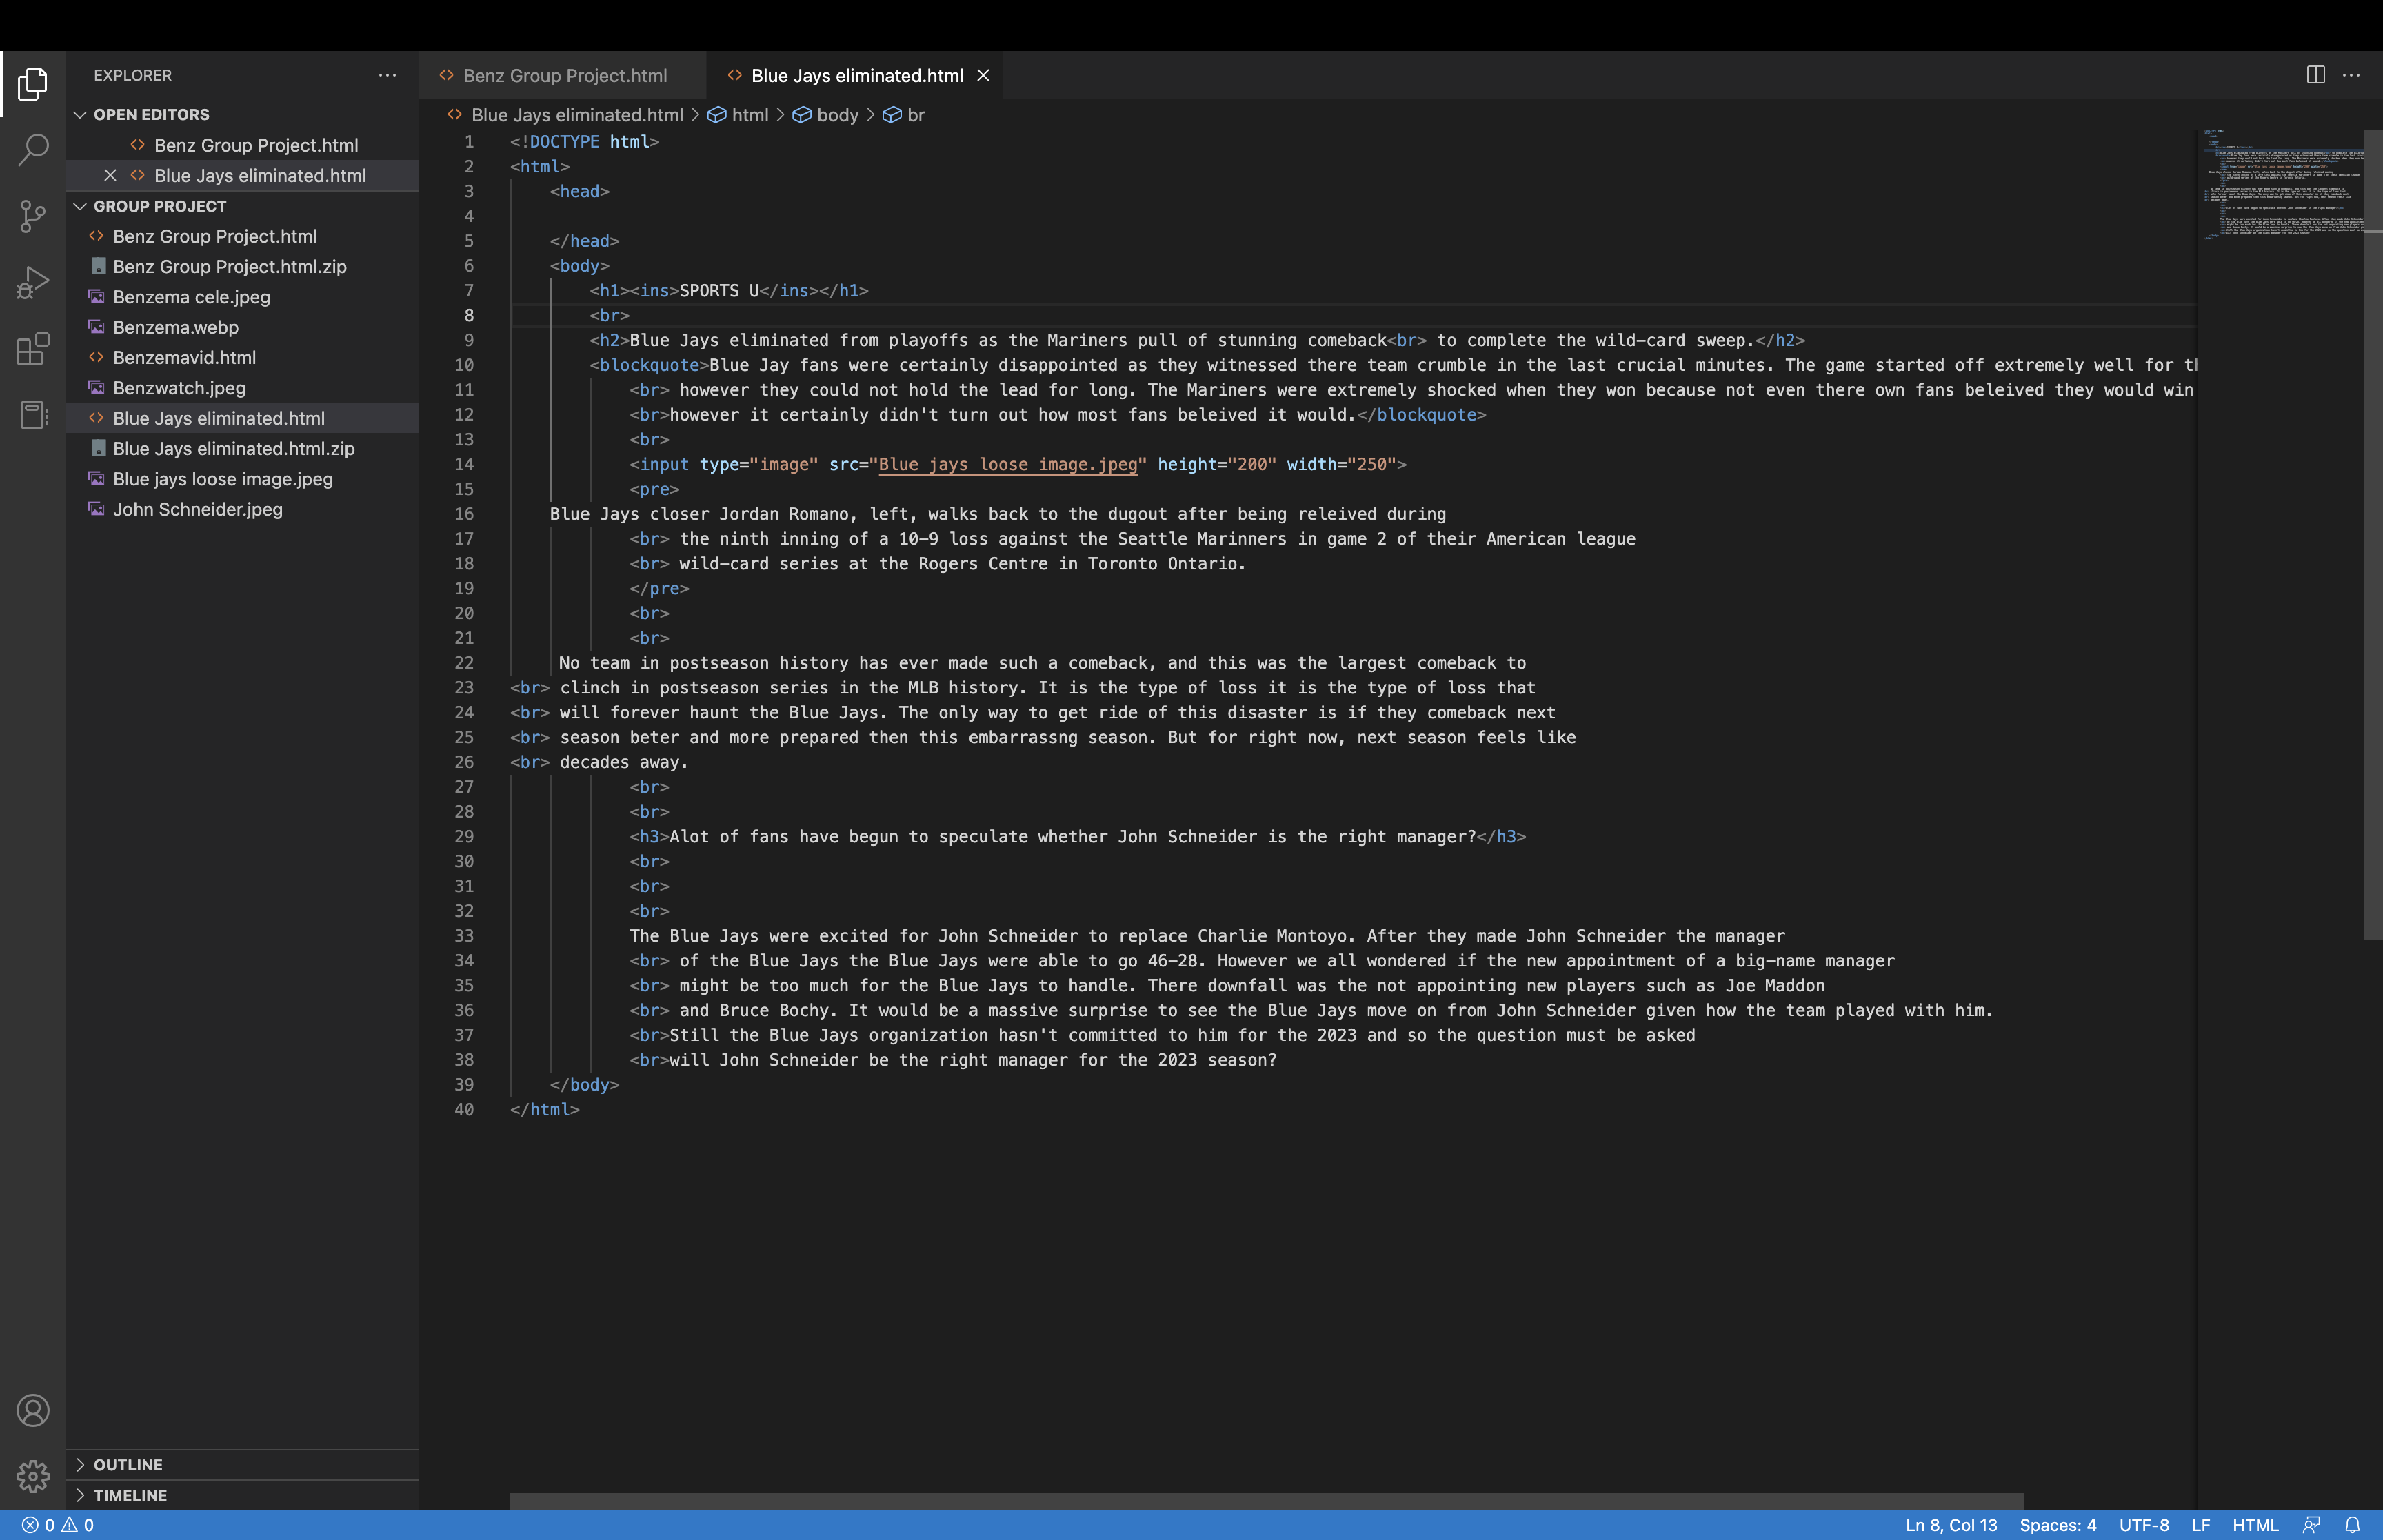 EXPLORER
OPEN EDITORS
Benz Group Project.html
Blue Jays eliminated.html
GROUP PROJECT
Benz Group Project.html
Benz Group Project.html.zip
Benzema cele.jpeg
Benzema.webp
Benzemavid.html
Benzwatch.jpeg
Blue Jays eliminated.html
Blue Jays eliminated.html.zip
Blue jays loose image.jpeg
John Schneider.jpeg
OUTLINE
TIMELINE
Benz Group Project.html
Blue Jays eliminated.html
Blue Jays eliminated.html > html > body > br
1 <!DOCTYPE html>
2 <html>
3 <head>
4
5 </head>
6 <body>
7 <h1><ins>SPORTS U</ins></h1>
8 <br>
9 <h2>Blue Jays eliminated from playoffs as the Mariners pull of stunning comeback<br> to complete the wild-card sweep.</h2>
10 <blockquote>Blue Jay fans were certainly disappointed as they witnessed there team crumble in the last crucial minutes. The game started off extremely well for
11 <br> however they could not hold the lead for long. The Mariners were extremely shocked when they won because not even there own fans beleived they would win
12 <br>however it certainly didn't turn out how most fans beleived it would.</blockquote>
13 <br>
14 <input type="image" src="Blue jays loose image.jpeg" height="200" width="250">
15 <pre>
16 Blue Jays closer Jordan Romano, left, walks back to the dugout after being releived during
17 <br> the ninth inning of a 10-9 loss against the Seattle Marinners in game 2 of their American league
18 <br> wild-card series at the Rogers Centre in Toronto Ontario.
19 </pre>
20 <br>
21 <br>
22 No team in postseason history has ever made such a comeback, and this was the largest comeback to
23 <br> clinch in postseason series in the MLB history. It is the type of loss it is the type of loss that
24 <br> will forever haunt the Blue Jays. The only way to get ride of this disaster is if they comeback next
25 <br> season beter and more prepared then this embarrassng season. But for right now, next season feels like
26 <br> decades away.
27 <br>
28 <br>
29 <h3>Alot of fans have begun to speculate whether John Schneider is the right manager?</h3>
30 <br>
31 <br>
32 <br>
33 The Blue Jays were excited for John Schneider to replace Charlie Montoyo. After they made John Schneider the manager
34 <br> of the Blue Jays the Blue Jays were able to go 46-28. However we all wondered if the new appointment of a big-name manager
35 <br> might be too much for the Blue Jays to handle. There downfall was the not appointing new players such as Joe Maddon
36 <br> and Bruce Bochy. It would be a massive surprise to see the Blue Jays move on from John Schneider given how the team played with him.
37 <br>Still the Blue Jays organization hasn't committed to him for the 2023 and so the question must be asked
38 <br>will John Schneider be the right manager for the 2023 season?
39 </body>
40 </html>
0 0
Ln 8, Col 13 Spaces: 4 UTF-8 LF HTML